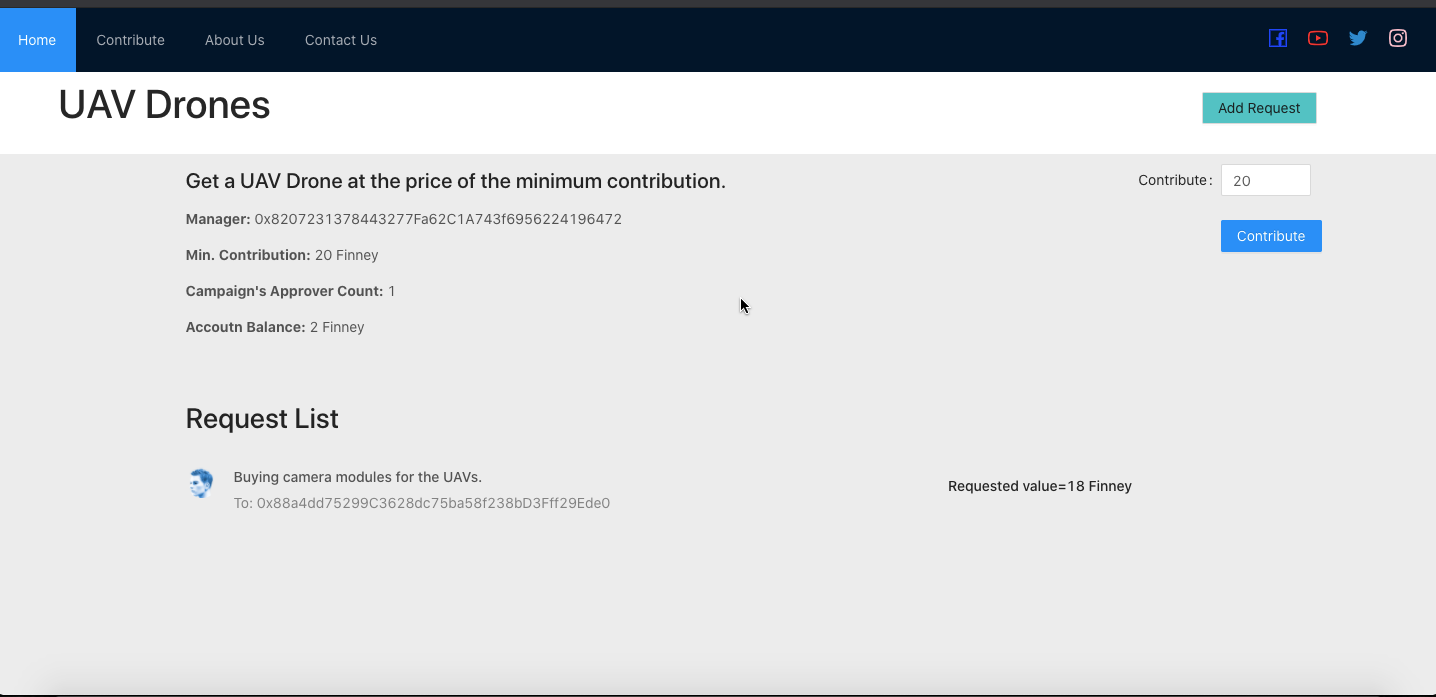 Home Contribute About Us Contact Us
UAV Drones
Add Request
Get a UAV Drone at the price of the minimum contribution.
Contribute: 20
Manager: 0x8207231378443277Fa62C1A743f6956224196472
Contribute
Min. Contribution: 20 Finney
Campaign's Approver Count: 1
Accoutn Balance: 2 Finney
Request List
Buying camera modules for the UAVs.
Requested value=18 Finney
To: 0x88a4dd75299C3628dc75ba58f238bD3Fff29Ede0